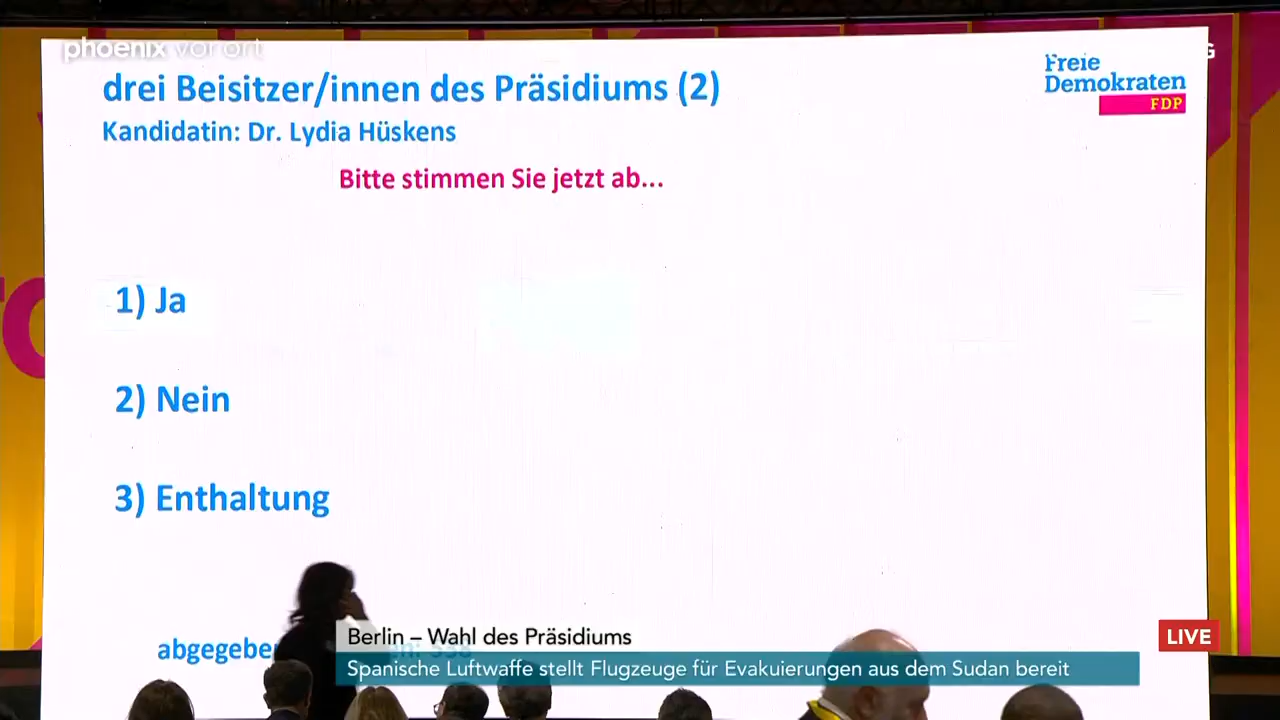 phoenix vor ort
drei Beisitzer/innen des Präsidiums (2)
Kandidatin: Dr. Lydia Hüskens
Freie
Demokraten
FDP
Bitte stimmen Sie jetzt ab...
1) Ja
2) Nein
3) Enthaltung
Berlin – Wahl des Präsidiums
LIVE
Spanische Luftwaffe stellt Flugzeuge für Evakuierungen aus dem Sudan bereit